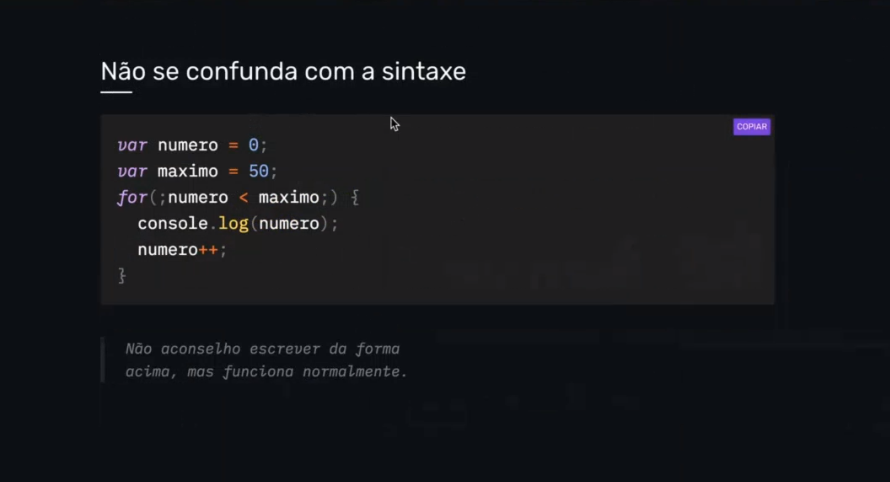 Não se confunda com a sintaxe
COPIAR
var numero = 0;
var maximo = 50;
for(;numero < maximo;) {
  console.log(numero);
  numero++;
}
Não aconselho escrever da forma
acima, mas funciona normalmente.